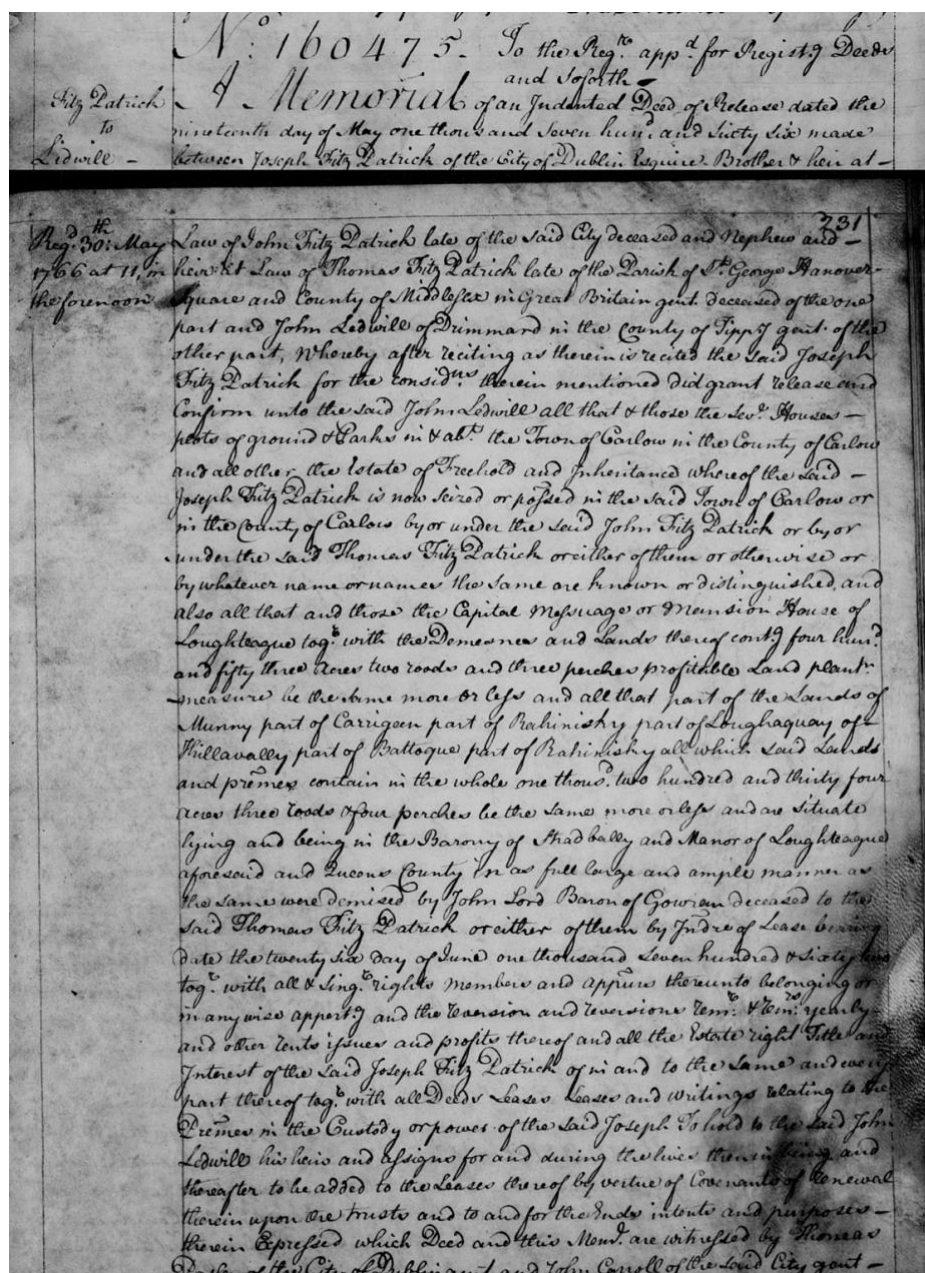 No. 160475. To the Regr. appd. for Registg Deeds
and Soforth
Fitz Patrick
to
Lidwill -
A Memorial of an Indented Deed of Release dated the
nineteenth day of May one thousand Seven hund. and Sixty Six made
between Joseph Fitz Patrick of the City of Dublin Esquire Brother & heir at -
231
Regd. 30th May
1766 at 11, in
the forenoon
Law of John Fitz Patrick late of the said City deceased and Nephew and -
heir at Law of Thomas Fitz Patrick late of the Parish of St. George Hanover-
Square and County of Middlesex in Great Britain gent. deceased of the one
part and John Ledwill of Drimmard in the County of Tippy gent. of the
other part, Whereby after reciting as therein is recited the said Joseph
Fitz Patrick for the considns. therein mentioned did grant release and
Confirm unto the said John Ledwill all that & those the sevl. Houses -
plots of ground & Parks in & abt. the Town of Carlow in the County of Carlow
and all other the Estate of Freehold and Inheritance whereof the said -
Joseph Fitz Patrick is now seized or possed in the said Town of Carlow or
in the County of Carlow by or under the said John Fitz Patrick or by or
under the said Thomas Fitz Patrick or either of them or otherwise or
by whatever name or names the same are known or distinguished, and
also all that and those the Capital Messuage or Mansion House of
Loughteague togr. with the Demesnes and Lands thereof contg four hund.
and fifty three Acres two roods and three perches profitable Land plantn.
measure be the same more or less and all that part of the Lands of
Munny part of Carrigeen part of Rahinisky part of Loughaquay of -
Killavally part of Battoque part of Rahinisky all which said Lands
and premes contain in the whole one thousd. two hundred and thirty four
acres three roods & four perches be the same more or less and are situate
lying and being in the Barony of Stradbally and Manor of Loughteague
aforesaid and Queens County in as full large and ample manner as
the same were demised by John Lord Baron of Gowran deceased to the
said Thomas Fitz Patrick or either of them by Indre of Lease bearing
date the twenty six day of June one thousand seven hundred & sixty
togr. with all & singr. rights members and appurs thereunto belonging or
in any wise appertg and the reversion and reversions remr. & remrs. yearly
and other rents issues and profits thereof and all the Estate right Title and
Interest of the said Joseph Fitz Patrick of in and to the same and every
part thereof togr. with all Deeds Leases Leases and writings relating to the
Premes in the Custody or power of the said Joseph To hold to the said John
Ledwill his heirs and assigns for and during the lives therein being and
thereafter to be added to the Leases thereof by vertue of Covenants of Renewal
therein upon the trusts and to and for the Ends intents and purposes -
therein Expressed which Deed and this Meml. are witnessed by Thomas
of the City of Dublin gent and John Carroll of the said City gent -